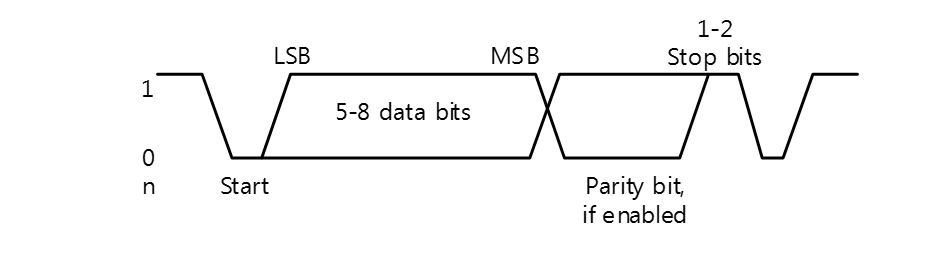 1-2
LSB
MSB
Stop bits
1
5-8 data bits
0
n
Start
Parity bit,
if enabled